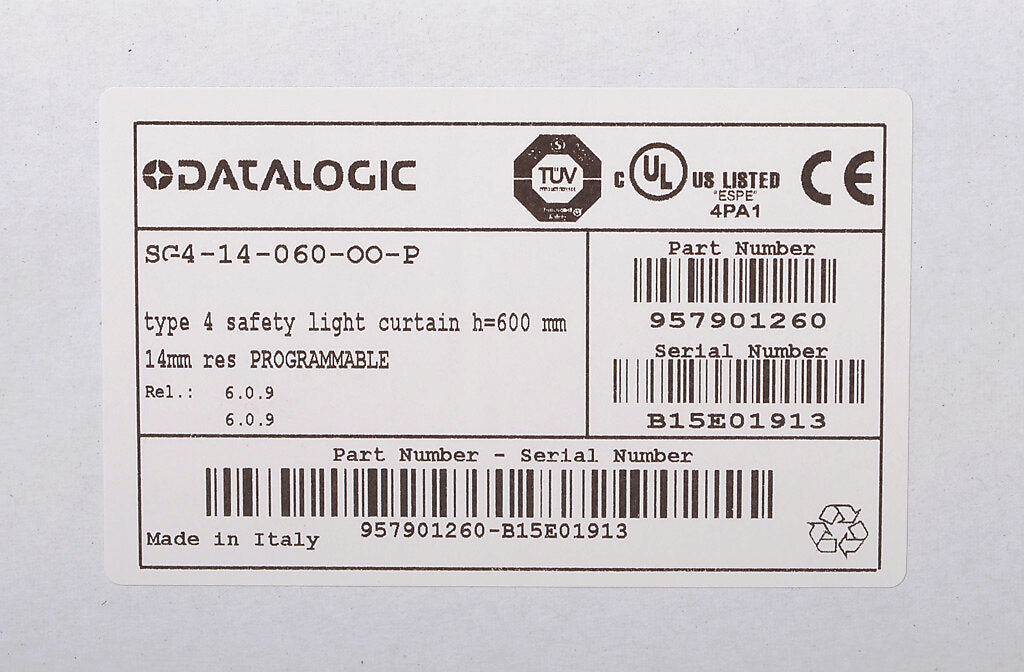 DATALOGIC
TÜV
C UL US LISTED
"ESPE"
4PA1
CE
SG4-14-060-OO-P
type 4 safety light curtain h=600 mm
14mm res PROGRAMMABLE
Rel.: 6.0.9
6.0.9
Part Number
957901260
Serial Number
B15E01913
Part Number - Serial Number
957901260-B15E01913
Made in Italy